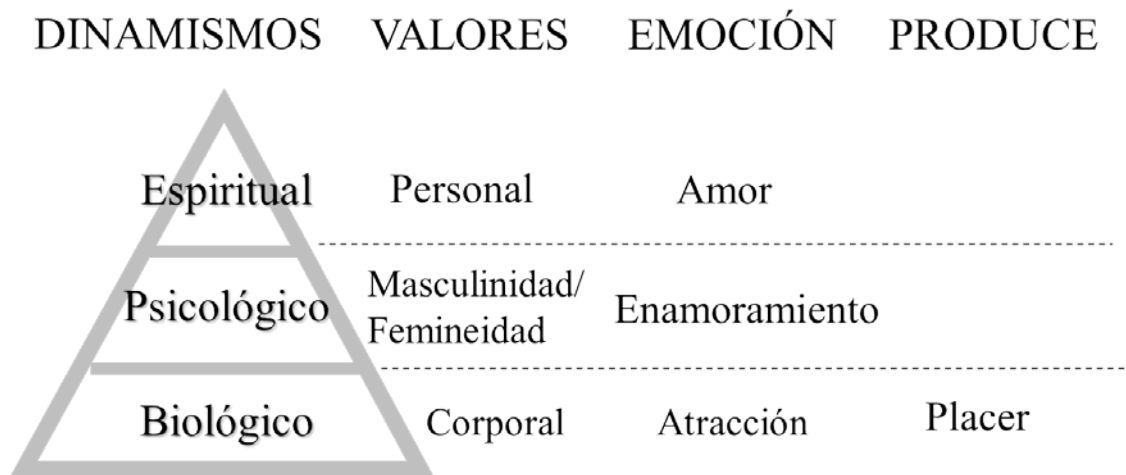 DINAMISMOS VALORES EMOCIÓN PRODUCE
Espiritual Personal Amor
Psicológico Masculinidad/ Enamoramiento
Femineidad
Biológico Corporal Atracción Placer